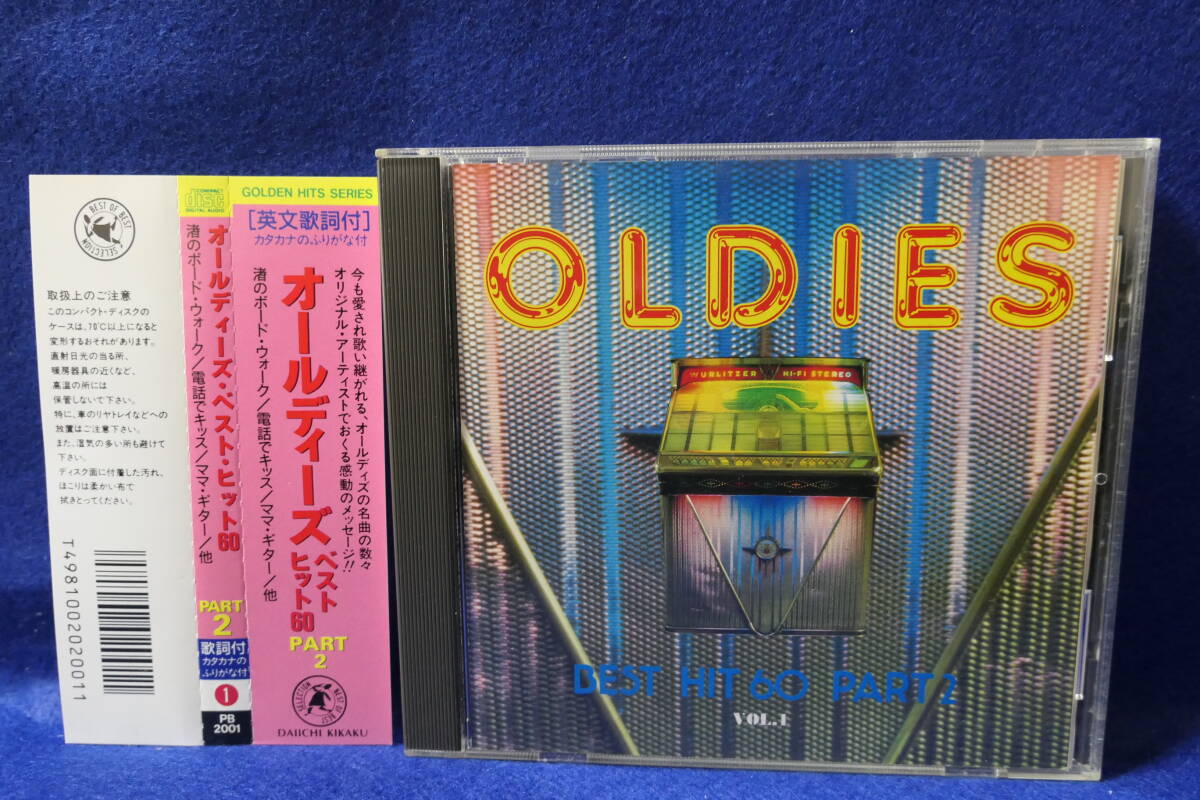 BEST OF BEST
SELECTION
取扱上のご注意
このコンパクト・ディスクの
ケースは、70℃以上になると
変形するおそれがあります。
直射日光の当る所、
暖房器具の近くなど、
高温の所には
保管しないで下さい。
特に、車のリヤトレイなどへの
放置はご注意下さい。
また、湿気の多い所も避けて
下さい。
ディスク面に付着した汚れ、
ほこりは柔かい布で
拭きとってください。
T4981002020011
COMPACT
disc
DIGITAL AUDIO
オールディーズ・ベスト・ヒット60
渚のボード・ウォーク/電話でキッス/ママ・ギター/他
PART
2
歌詞付
カタカナの
ふりがな付
1
PB
2001
GOLDEN HITS SERIES
[英文歌詞付]
カタカナのふりがな付
今も愛され歌い継がれる、オールディズの名曲の数々
オリジナル・アーティストでおくる感動のメッセージ!!
オールディーズ
ベスト
ヒット60
渚のボード・ウォーク/電話でキッス/ママ・ギター/他
PART
2
BEST OF BEST
SELECTION
DAIICHI KIKAKU
OLDIES
WURLITZER HI-FI STEREO
BEST HIT 60 PART 2
VOL.1